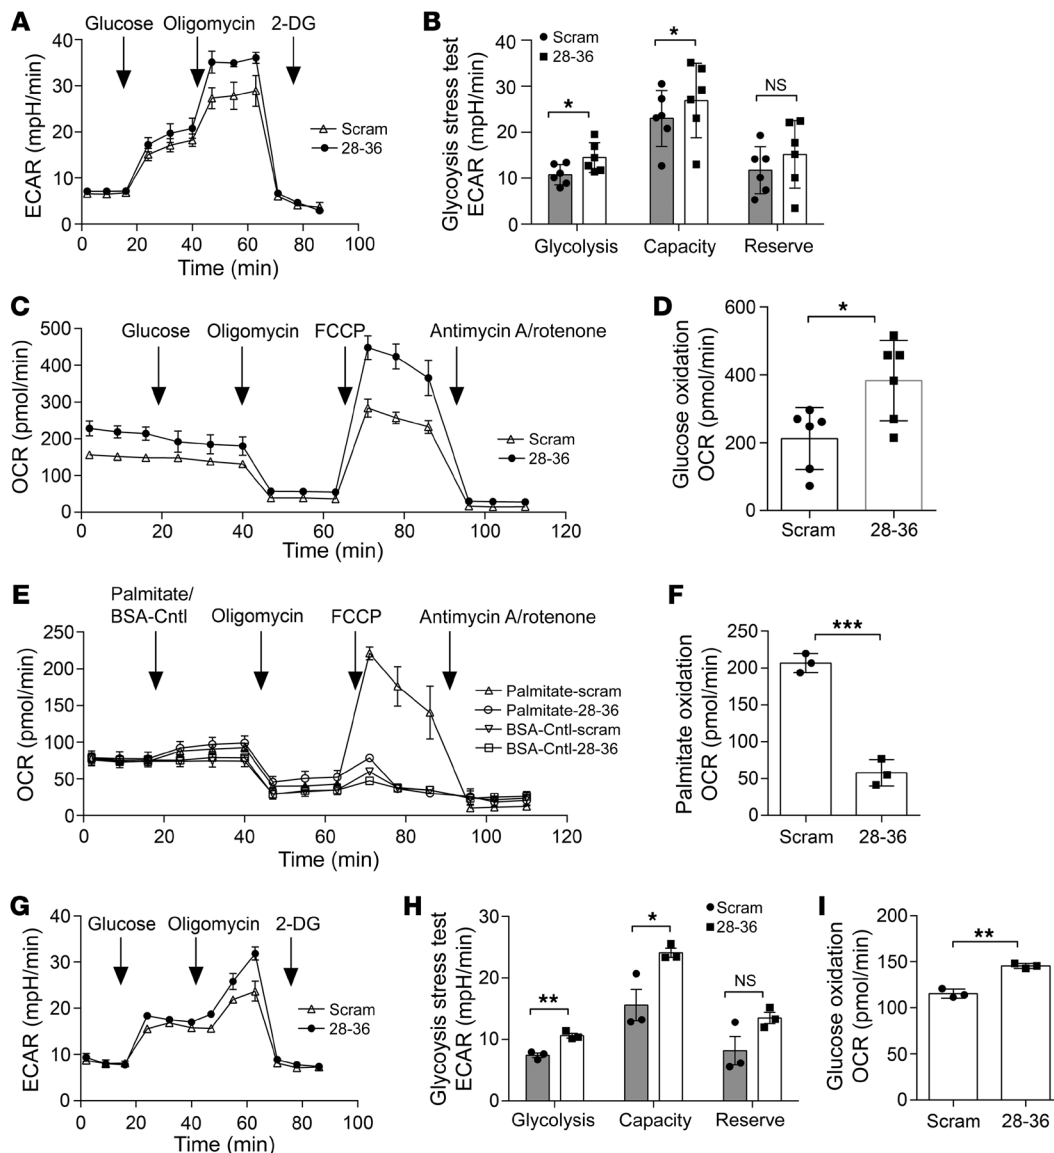 A
Glucose Oligomycin 2-DG
ECAR (mpH/min)
40
30
20
10
0
0 20 40 60 80 100
Time (min)
Scram
28-36
B
Glycoysis stress test
ECAR (mpH/min)
40
30
20
10
0
Scram
28-36
*
*
NS
Glycolysis Capacity Reserve
C
Glucose Oligomycin FCCP Antimycin A/rotenone
OCR (pmol/min)
500
400
300
200
100
0
0 20 40 60 80 100 120
Time (min)
Scram
28-36
D
Glucose oxidation
OCR (pmol/min)
600
400
200
0
*
Scram 28-36
E
Palmitate/
BSA-Cntl Oligomycin FCCP Antimycin A/rotenone
OCR (pmol/min)
250
200
150
100
50
0
0 20 40 60 80 100 120
Time (min)
Palmitate-scram
Palmitate-28-36
BSA-Cntl-scram
BSA-Cntl-28-36
F
Palmitate oxidation
OCR (pmol/min)
250
200
150
100
50
0
***
Scram 28-36
G
Glucose Oligomycin 2-DG
ECAR (mpH/min)
40
30
20
10
0
0 20 40 60 80 100
Time (min)
Scram
28-36
H
Glycoysis stress test
ECAR (mpH/min)
30
20
10
0
Scram
28-36
**
*
NS
Glycolysis Capacity Reserve
I
Glucose oxidation
OCR (pmol/min)
200
150
100
50
0
**
Scram 28-36